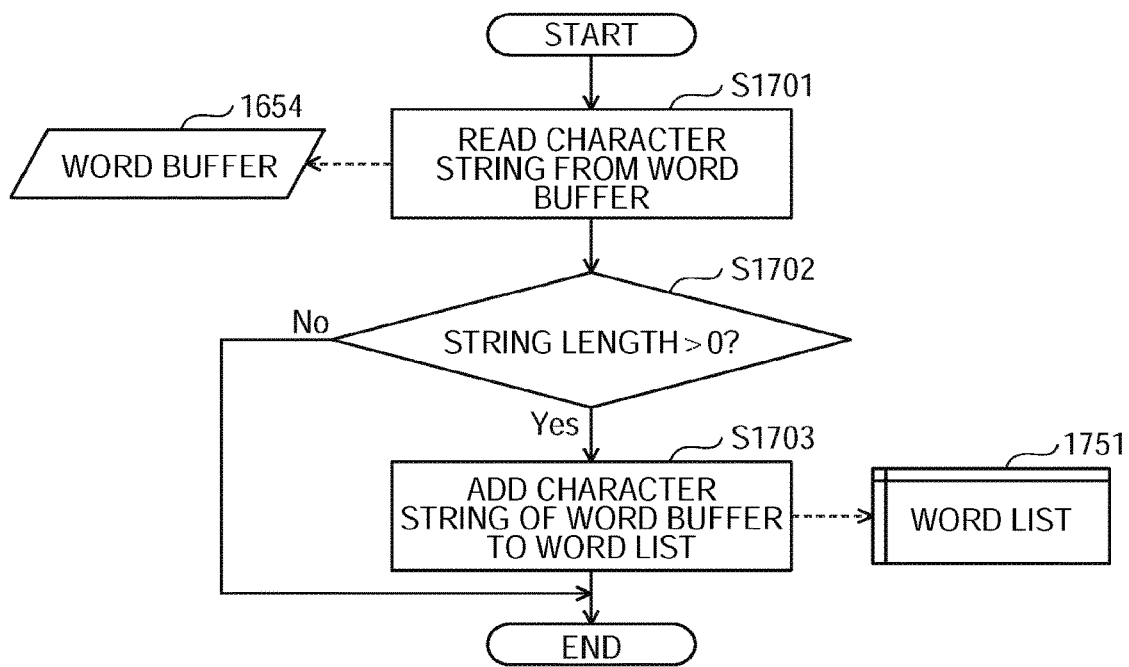 START
S1701
1654
READ CHARACTER
STRING FROM WORD
BUFFER
WORD BUFFER
S1702
No
STRING LENGTH > 0?
Yes
S1703
1751
ADD CHARACTER
STRING OF WORD BUFFER
TO WORD LIST
WORD LIST
END